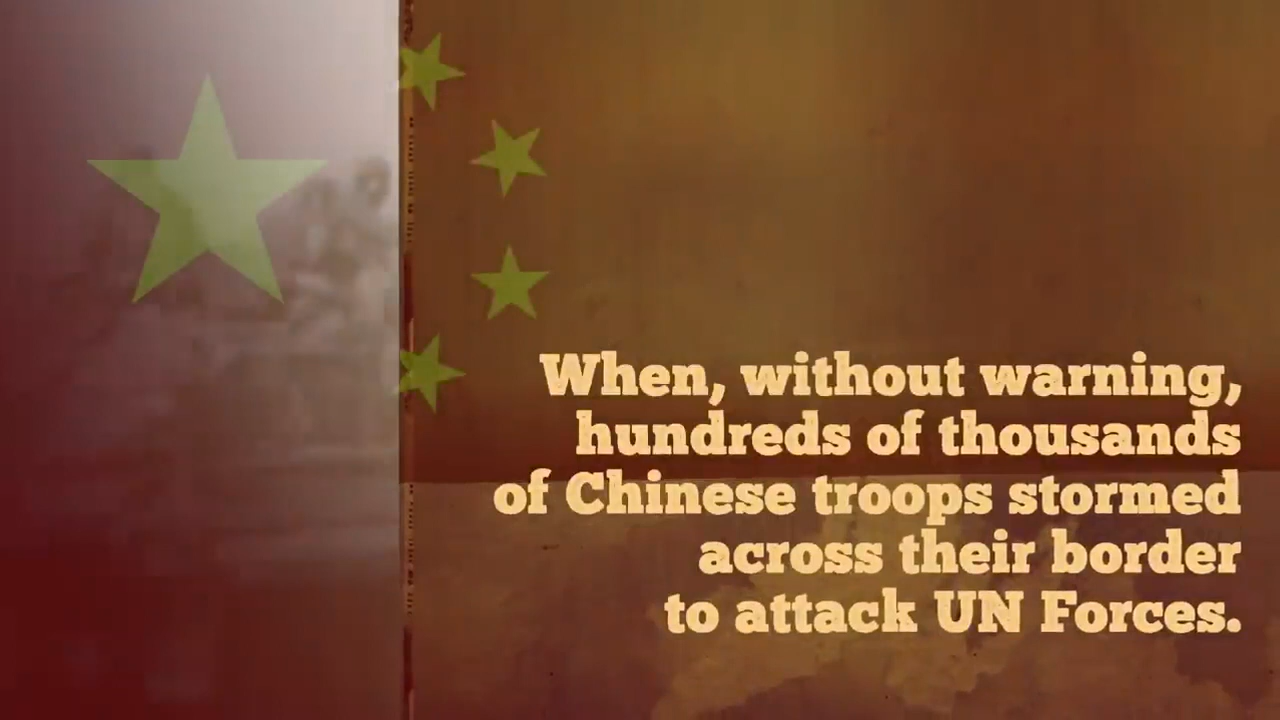 When, without warning,
hundreds of thousands
of Chinese troops stormed
across their border
to attack UN Forces.